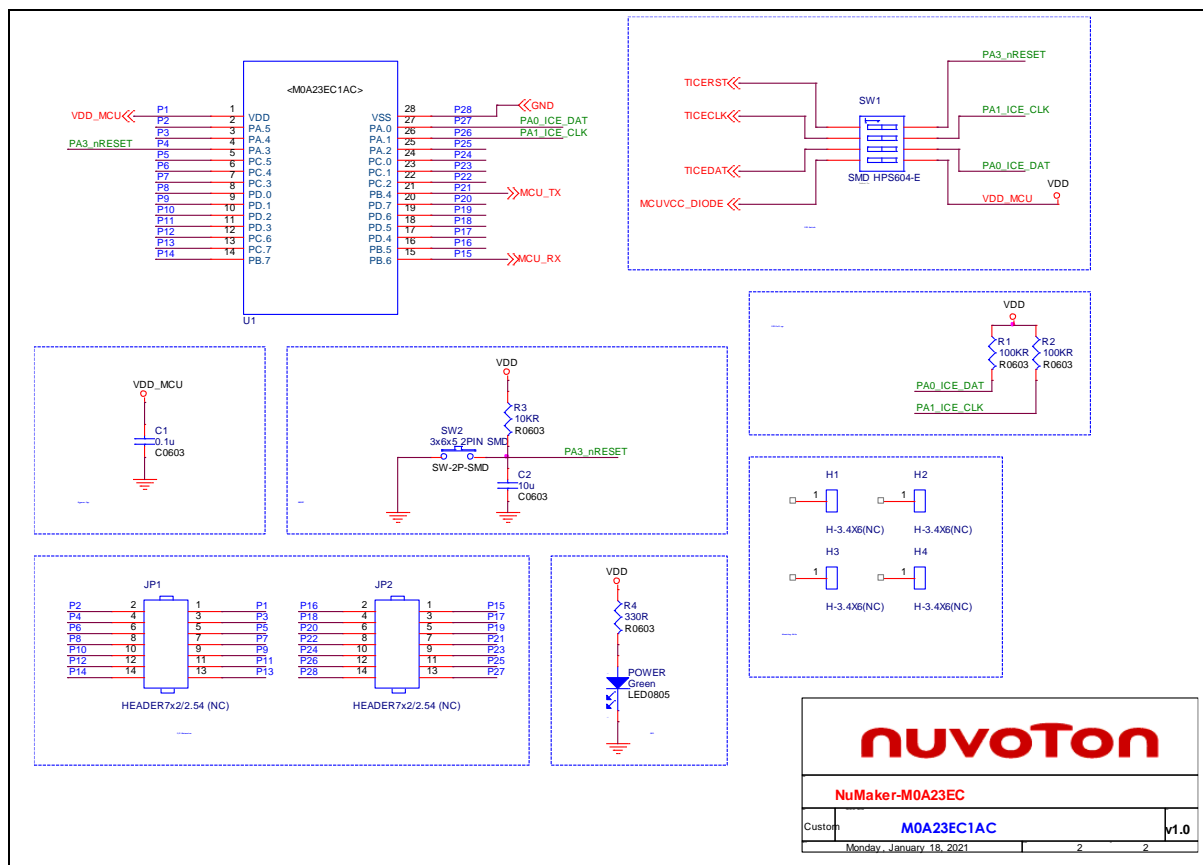 <M0A23EC1AC>
VDD_MCU P1 1 VDD VSS 28 P28 GND
P2 2 PA.5 PA.0 27 P27 PA0_ICE_DAT
P3 3 PA.4 PA.1 26 P26 PA1_ICE_CLK
PA3_nRESET P4 4 PA.3 PA.2 25 P25
P5 5 PC.5 PC.0 24 P24
P6 6 PC.4 PC.1 23 P23
P7 7 PC.3 PC.2 22 P22
P8 8 PD.0 PB.4 21 P21 MCU_TX
P9 9 PD.1 PD.7 20 P20
P10 10 PD.2 PD.6 19 P19
P11 11 PD.3 PD.5 18 P18
P12 12 PC.6 PD.4 17 P17
P13 13 PC.7 PB.5 16 P16
P14 14 PB.7 PB.6 15 P15 MCU_RX
U1
PA3_nRESET
TICERST
SW1
TICECLK PA1_ICE_CLK
TICEDAT PA0_ICE_DAT
SMD HPS604-E
VDD
MCUVCC_DIODE VDD_MCU
VDD
R1 R2
100KR 100KR
R0603 R0603
PA0_ICE_DAT
PA1_ICE_CLK
VDD_MCU
C1
0.1u
C0603
VDD
R3
10KR
R0603
SW2
3x6x5 2PIN SMD
PA3_nRESET
SW-2P-SMD
C2
10u
C0603
H1 H2
1 1
H-3.4X6(NC) H-3.4X6(NC)
H3 H4
1 1
H-3.4X6(NC) H-3.4X6(NC)
JP1 JP2
P2 2 1 P1 P16 2 1 P15
P4 4 3 P3 P18 4 3 P17
P6 6 5 P5 P20 6 5 P19
P8 8 7 P7 P22 8 7 P21
P10 10 9 P9 P24 10 9 P23
P12 12 11 P11 P26 12 11 P25
P14 14 13 P13 P28 14 13 P27
HEADER7x2/2.54 (NC) HEADER7x2/2.54 (NC)
VDD
R4
330R
R0603
POWER
Green
LED0805
nuvoTon
NuMaker-M0A23EC
Custom M0A23EC1AC v1.0
Monday, January 18, 2021 2 2